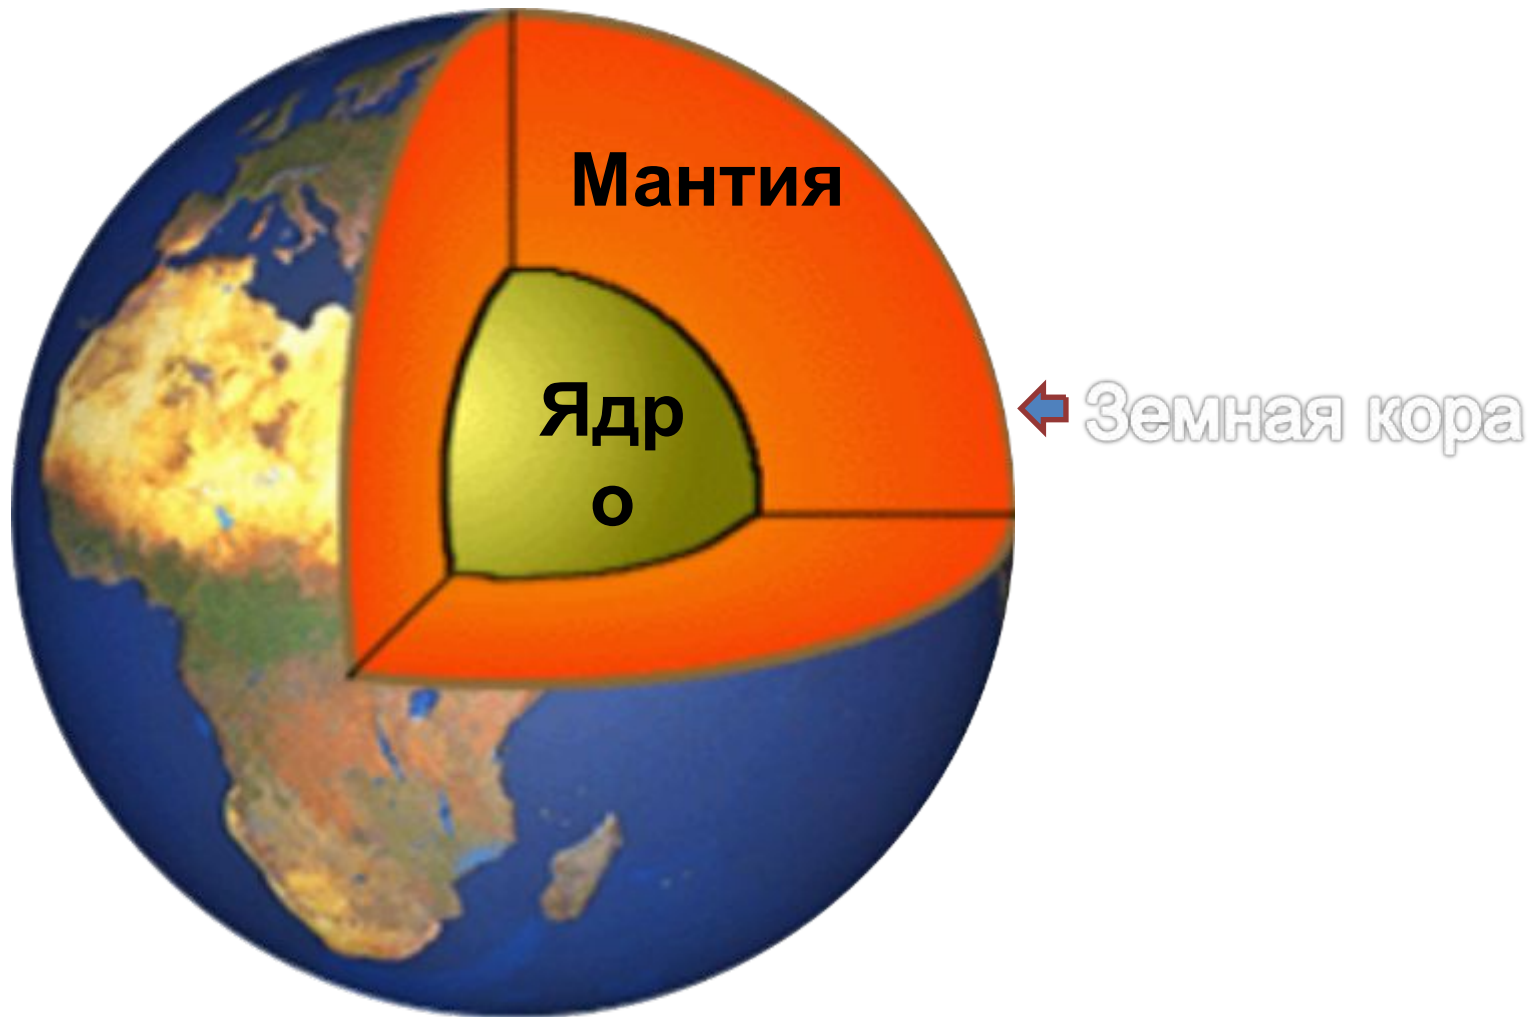 Мантия
Ядр
о
Земная кора